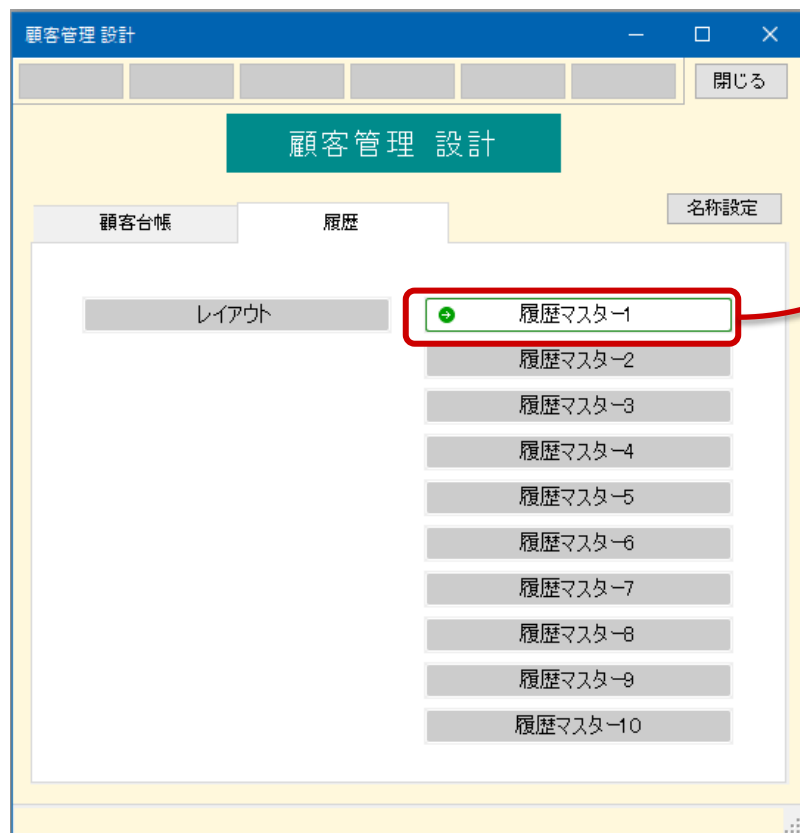 顧客管理 設計
閉じる
顧客管理 設計
名称設定
顧客台帳
履歴
レイアウト
履歴マスター1
履歴マスター2
履歴マスター3
履歴マスター4
履歴マスター5
履歴マスター6
履歴マスター7
履歴マスター8
履歴マスター9
履歴マスター10